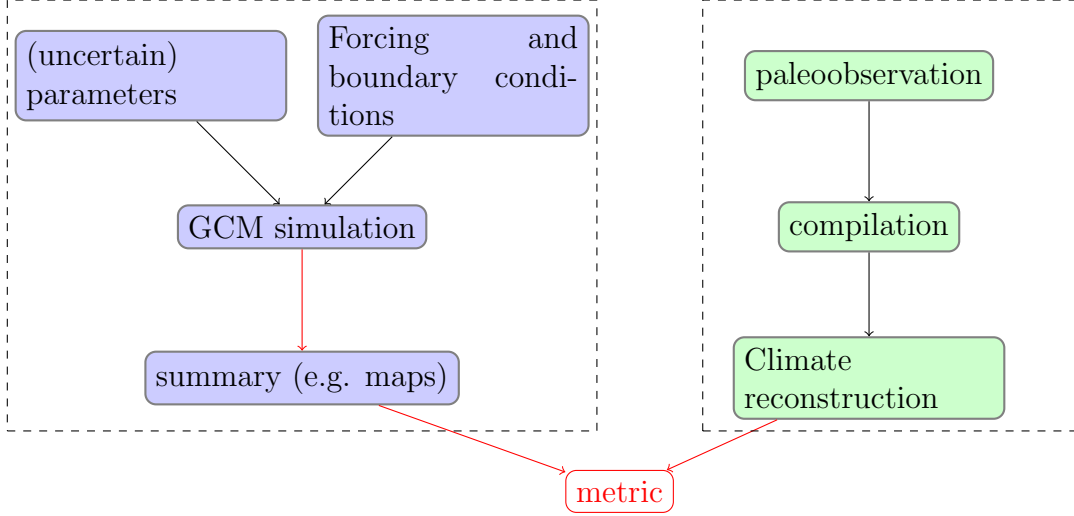 (uncertain)
parameters
Forcing and
boundary condi-
tions
GCM simulation
summary (e.g. maps)
paleoobservation
compilation
Climate
reconstruction
metric